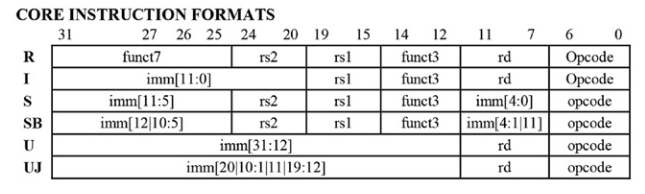 CORE INSTRUCTION FORMATS
31 27 26 25 24 20 19 15 14 12 11 7 6 0
R funct7 rs2 rs1 funct3 rd Opcode
I imm[11:0] rs1 funct3 rd Opcode
S imm[11:5] rs2 rs1 funct3 imm[4:0] opcode
SB imm[12|10:5] rs2 rs1 funct3 imm[4:1|11] opcode
U imm[31:12] rd opcode
UJ imm[20|10:1|11|19:12] rd opcode